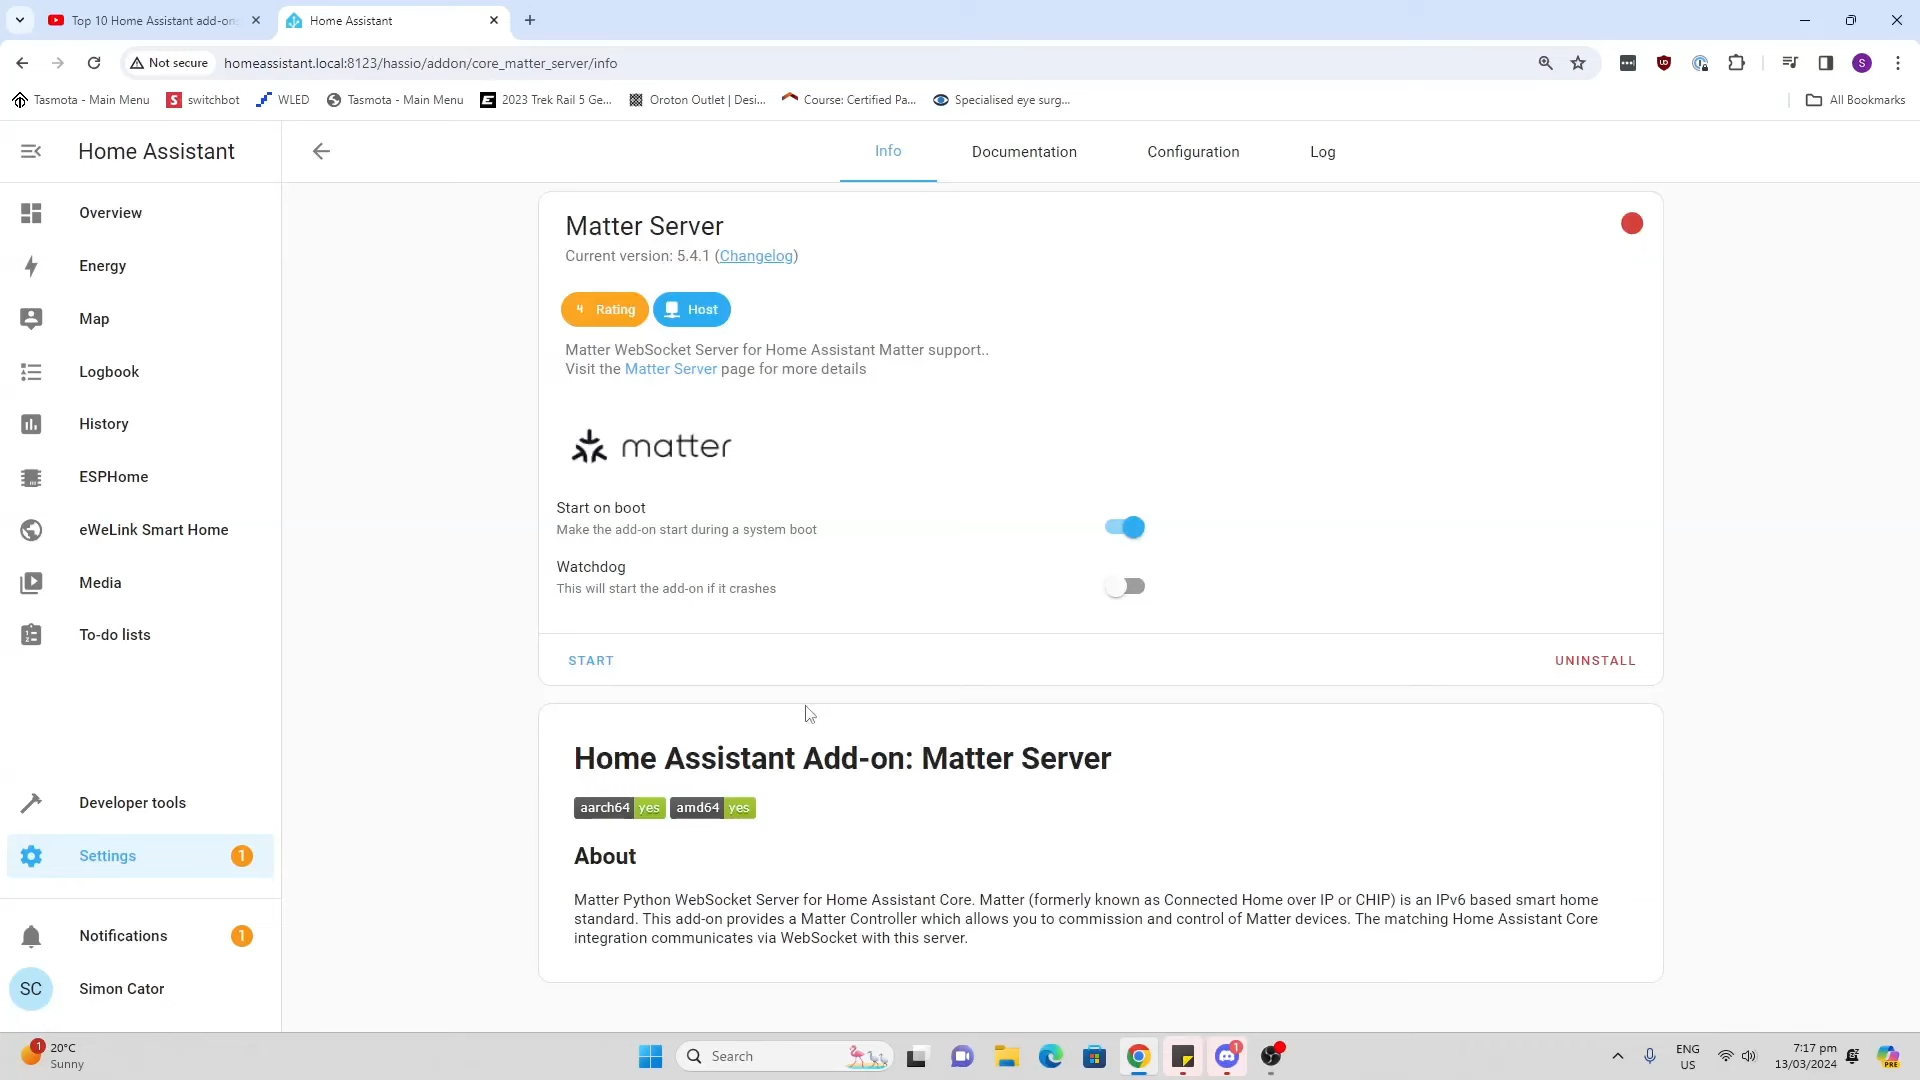 Top 10 Home Assistant add-on
Home Assistant
Not secure
homeassistant.local:8123/hassio/addon/core_matter_server/info
S
Tasmota - Main Menu
switchbot
WLED
Tasmota - Main Menu
2023 Trek Rail 5 Ge...
Oroton Outlet | Desi...
Course: Certified Pa...
Specialised eye surg...
All Bookmarks
Home Assistant
Info
Documentation
Configuration
Log
Overview
Energy
Map
Logbook
History
ESPHome
eWeLink Smart Home
Media
To-do lists
Developer tools
Settings
1
Notifications
1
SC
Simon Cator
Matter Server
Current version: 5.4.1 (Changelog)
4 Rating
Host
Matter WebSocket Server for Home Assistant Matter support..
Visit the Matter Server page for more details
matter
Start on boot
Make the add-on start during a system boot
Watchdog
This will start the add-on if it crashes
START
UNINSTALL
Home Assistant Add-on: Matter Server
aarch64 yes amd64 yes
About
Matter Python WebSocket Server for Home Assistant Core. Matter (formerly known as Connected Home over IP or CHIP) is an IPv6 based smart home
standard. This add-on provides a Matter Controller which allows you to commission and control of Matter devices. The matching Home Assistant Core
integration communicates via WebSocket with this server.
1
20°C
Sunny
Search
1
ENG
US
7:17 pm
13/03/2024
PRE